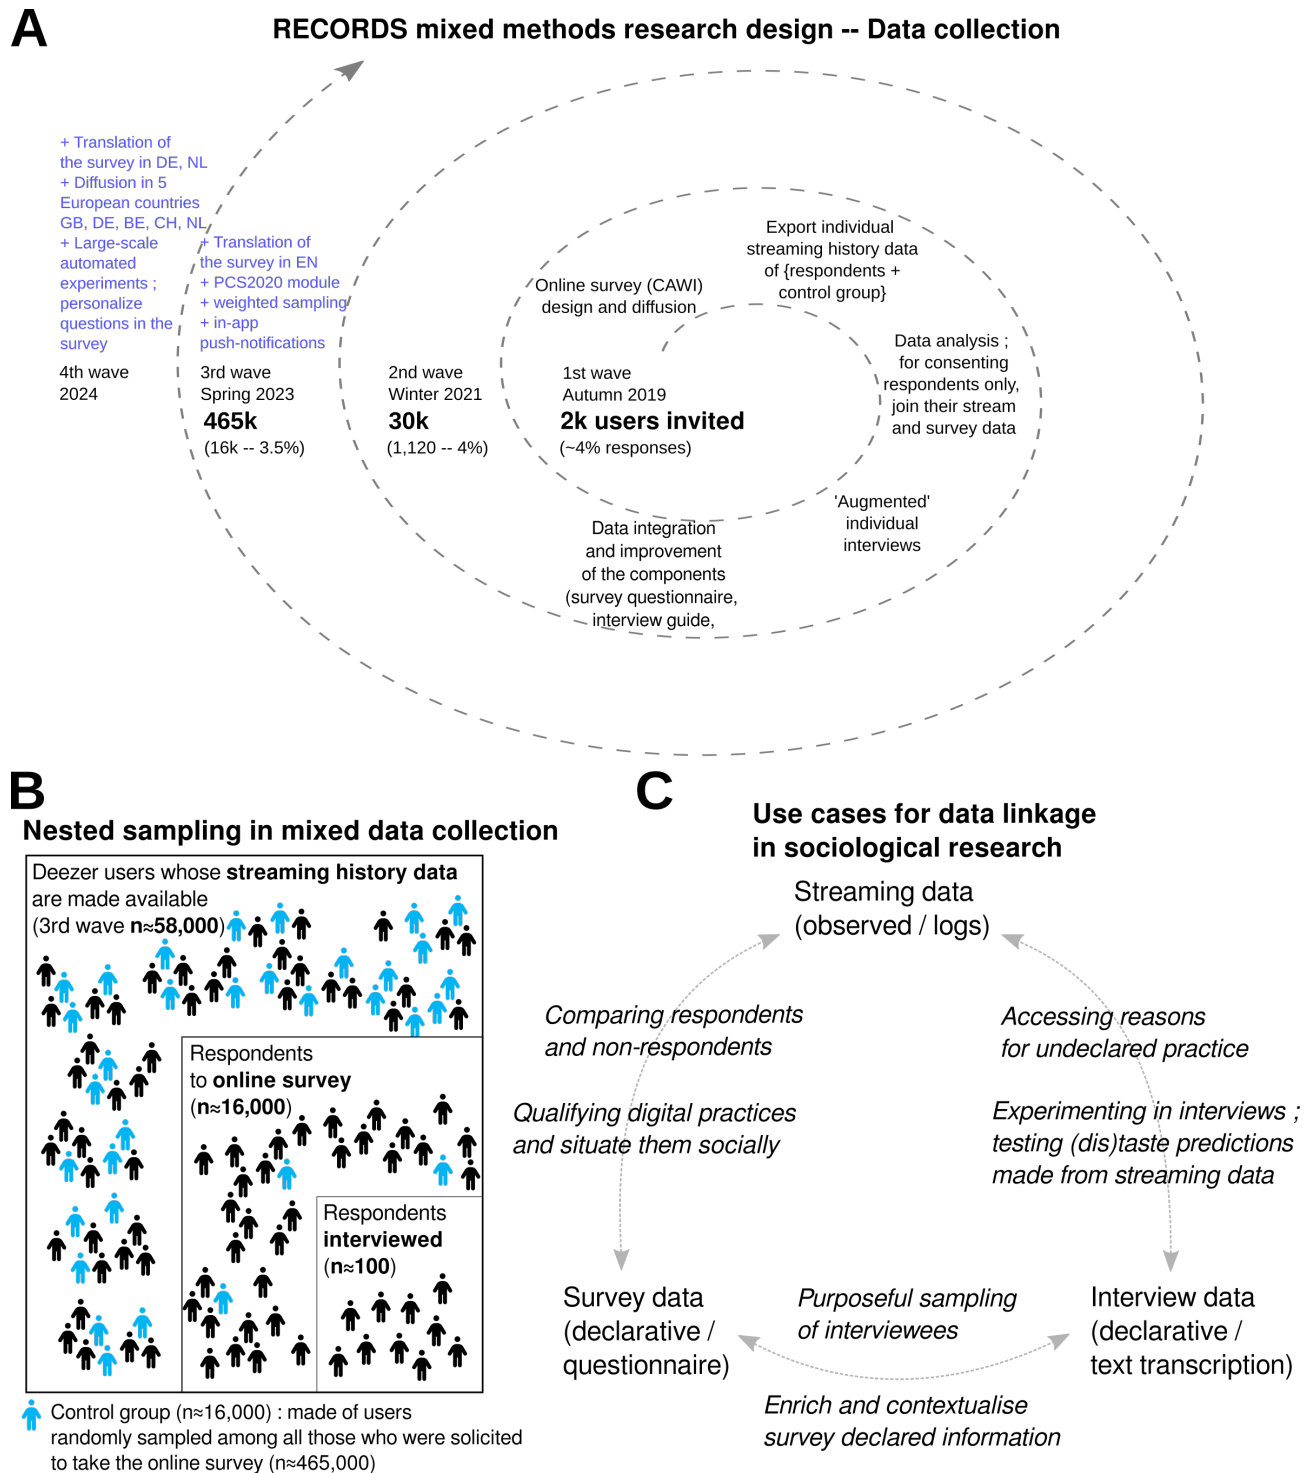 A
RECORDS mixed methods research design -- Data collection
+ Translation of
the survey in DE, NL
+ Diffusion in 5
European countries
GB, DE, BE, CH, NL
+ Large-scale
automated
experiments ;
personalize
questions in the
survey
4th wave
2024
+ Translation of
the survey in EN
+ PCS2020 module
+ weighted sampling
+ in-app
push-notifications
3rd wave
Spring 2023
465k
(16k -- 3.5%)
2nd wave
Winter 2021
30k
(1,120 -- 4%)
1st wave
Autumn 2019
2k users invited
(~4% responses)
Online survey (CAWI)
design and diffusion
Export individual
streaming history data
of {respondents +
control group}
Data analysis ;
for consenting
respondents only,
join their stream
and survey data
'Augmented'
individual
interviews
Data integration
and improvement
of the components
(survey questionnaire,
interview guide,
B
Nested sampling in mixed data collection
Deezer users whose streaming history data
are made available
(3rd wave n≈58,000)
Respondents
to online survey
(n≈16,000)
Respondents
interviewed
(n≈100)
Control group (n≈16,000) : made of users
randomly sampled among all those who were solicited
to take the online survey (n≈465,000)
C
Use cases for data linkage
in sociological research
Streaming data
(observed / logs)
Comparing respondents
and non-respondents
Qualifying digital practices
and situate them socially
Accessing reasons
for undeclared practice
Experimenting in interviews ;
testing (dis)taste predictions
made from streaming data
Survey data
(declarative /
questionnaire)
Purposeful sampling
of interviewees
Interview data
(declarative /
text transcription)
Enrich and contextualise
survey declared information